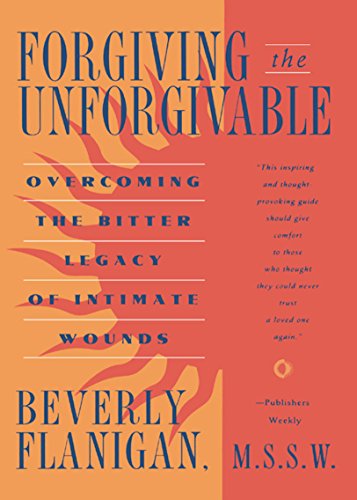 FORGIVING the
UNFORGIVABLE
OVERCOMING
THE BITTER
LEGACY
OF INTIMATE
WOUNDS
"This inspiring
and thought-
provoking guide
should give
comfort
to those
who thought
they could never
trust
a loved one
again."
—Publishers
Weekly
BEVERLY
FLANIGAN, M.S.S.W.